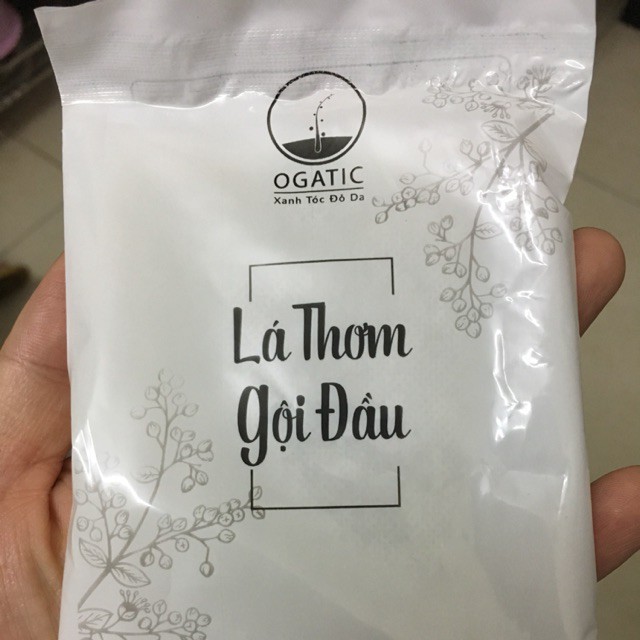 OGATIC
Xanh Tóc Đỏ Da
Lá Thơm
gội Đầu